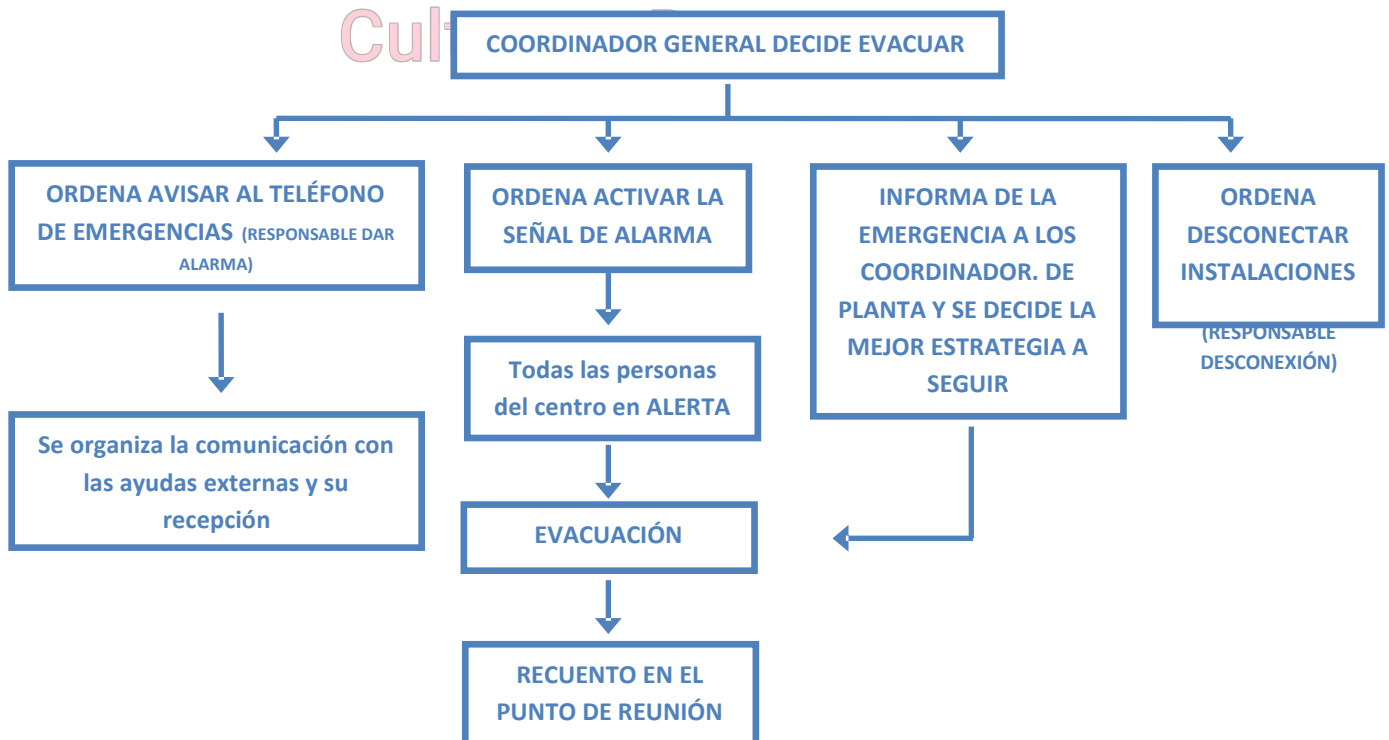 Cul
COORDINADOR GENERAL DECIDE EVACUAR
ORDENA AVISAR AL TELÉFONO
DE EMERGENCIAS (RESPONSABLE DAR
ALARMA)
ORDENA ACTIVAR LA
SEÑAL DE ALARMA
INFORMA DE LA
EMERGENCIA A LOS
COORDINADOR. DE
PLANTA Y SE DECIDE LA
MEJOR ESTRATEGIA A
SEGUIR
ORDENA
DESCONECTAR
INSTALACIONES
(RESPONSABLE
DESCONEXIÓN)
Todas las personas
del centro en ALERTA
Se organiza la comunicación con
las ayudas externas y su
recepción
EVACUACIÓN
RECUENTO EN EL
PUNTO DE REUNIÓN